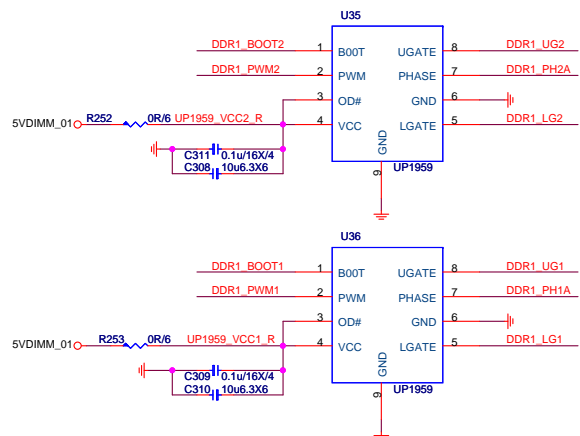 U35
DDR1_BOOT2 1 B00T UGATE 8 DDR1_UG2
DDR1_PWM2 2 PWM PHASE 7 DDR1_PH2A
3 OD# GND 6
5VDIMM_01 R252 0R/6 UP1959_VCC2_R 4 VCC LGATE 5 DDR1_LG2
C311 0.1u/16X/4
C308 10u6.3X6
GND
9
UP1959
U36
DDR1_BOOT1 1 B00T UGATE 8 DDR1_UG1
DDR1_PWM1 2 PWM PHASE 7 DDR1_PH1A
3 OD# GND 6
5VDIMM_01 R253 0R/6 UP1959_VCC1_R 4 VCC LGATE 5 DDR1_LG1
C309 0.1u/16X/4
C310 10u6.3X6
GND
9
UP1959